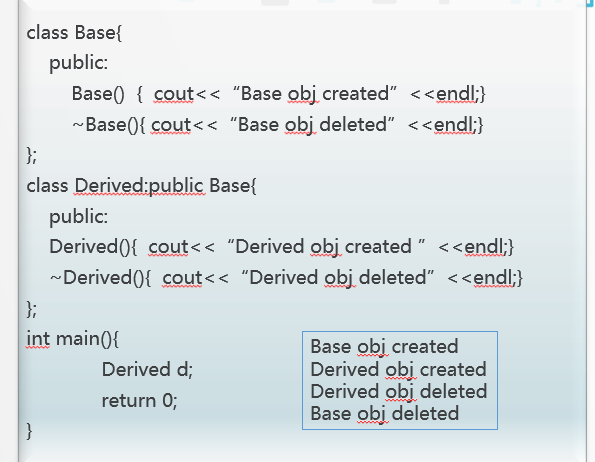 class Base{
public:
Base() { cout<< “Base obj created” <<endl;}
~Base(){ cout<< “Base obj deleted” <<endl;}
};
class Derived:public Base{
public:
Derived(){ cout<< “Derived obj created ” <<endl;}
~Derived(){ cout<< “Derived obj deleted” <<endl;}
};
int main(){
Derived d;
return 0;
}
Base obj created
Derived obj created
Derived obj deleted
Base obj deleted